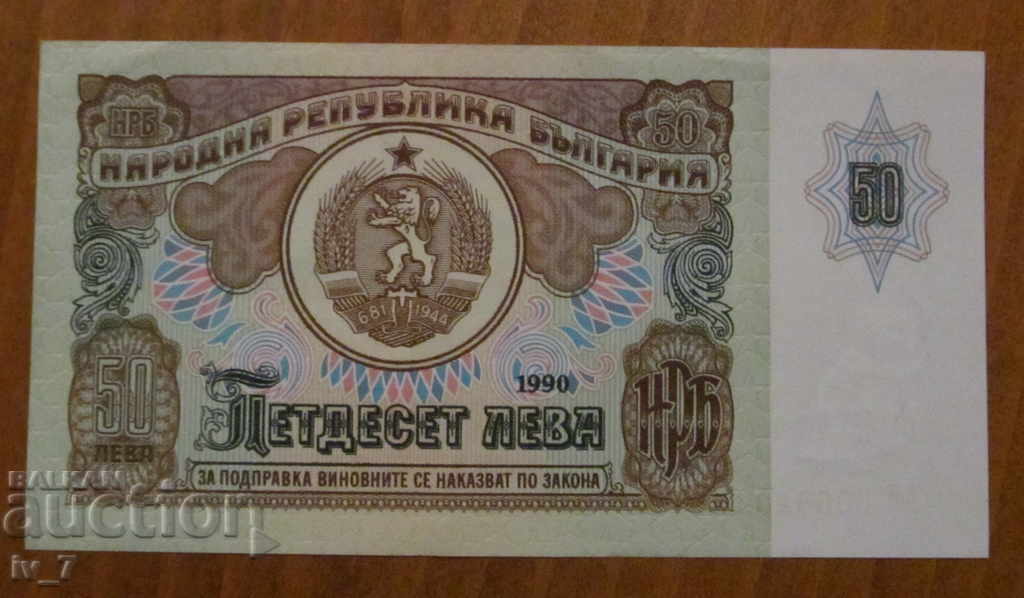 НАРОДНА РЕПУБЛИКА БЪЛГАРИЯ
НРБ
50
50
681 1944
1990
50
ЛЕВА
ПЕТДЕСЕТ ЛЕВА
НРБ
ЗА ПОДПРАВКА ВИНОВНИТЕ СЕ НАКАЗВАТ ПО ЗАКОНА
BALKAN
auction
iv_7